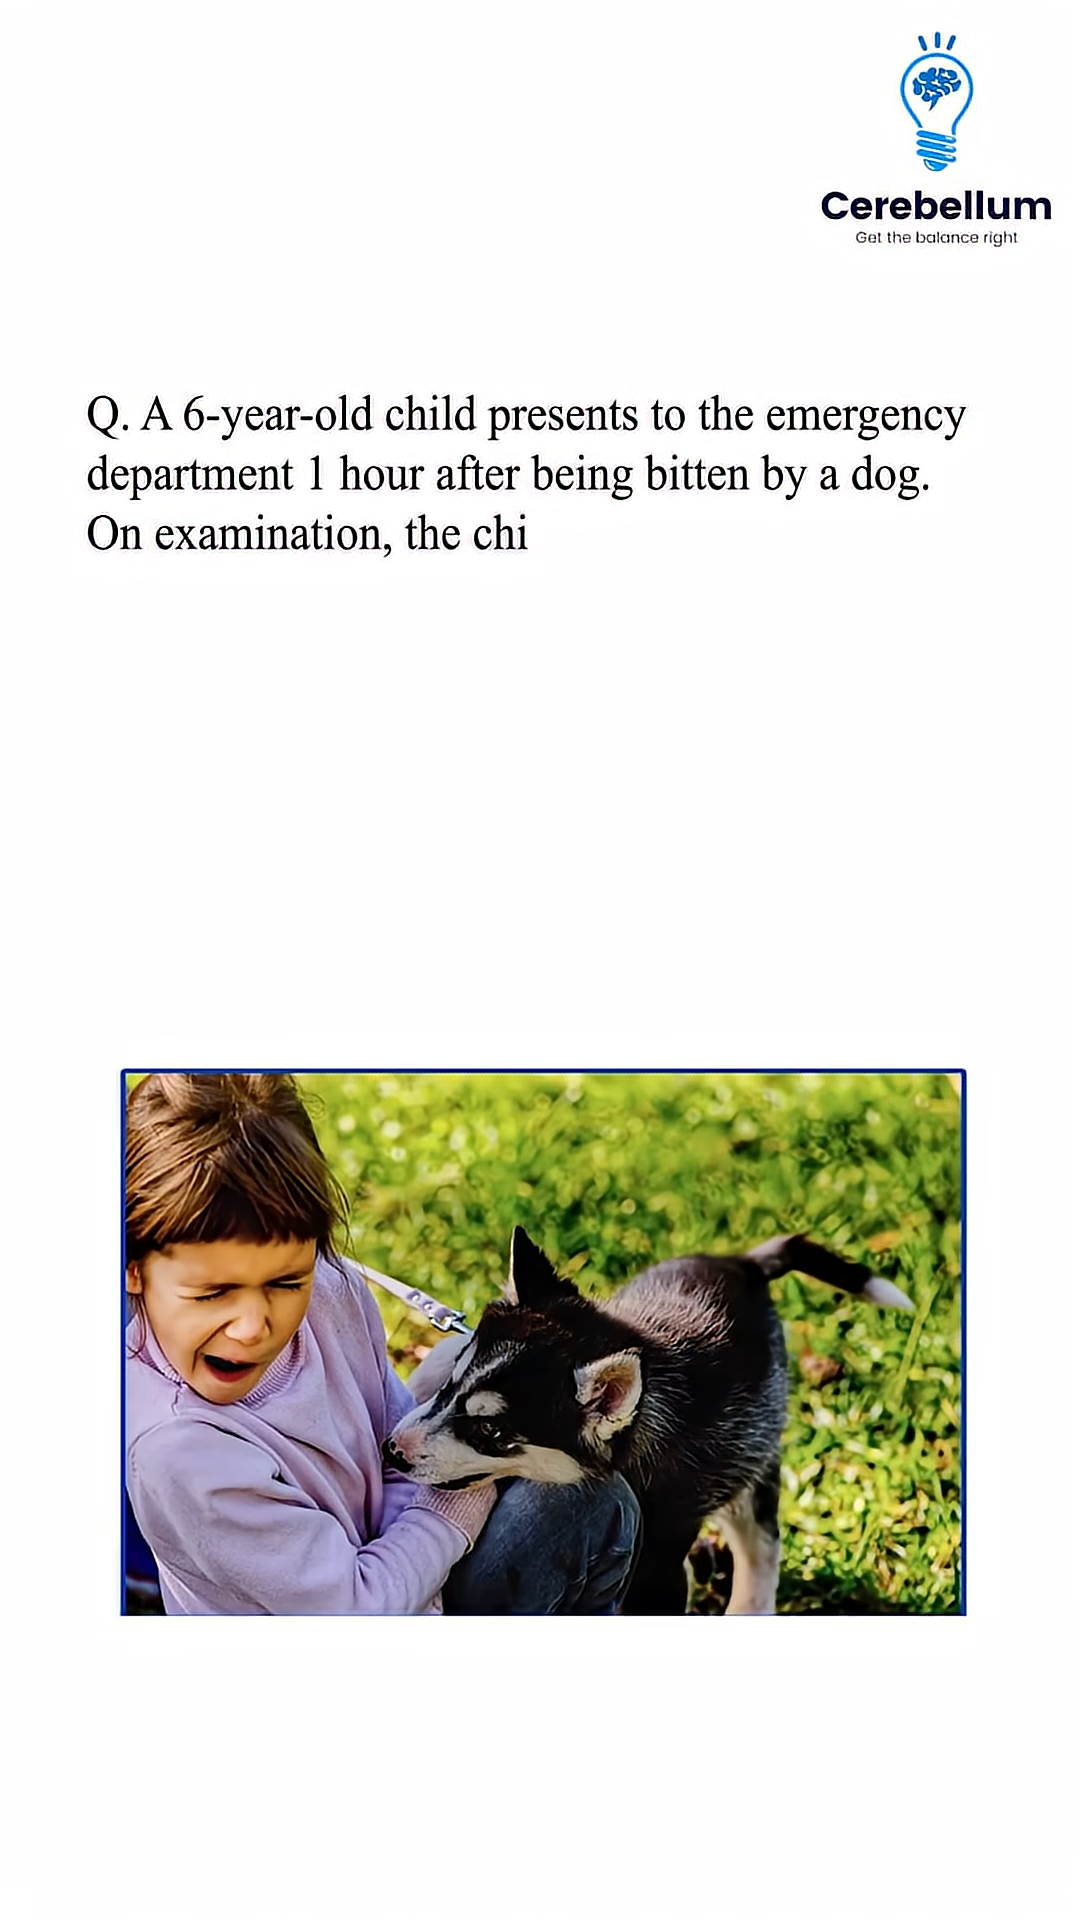 Cerebellum
Get the balance right
Q. A 6-year-old child presents to the emergency
department 1 hour after being bitten by a dog.
On examination, the chi